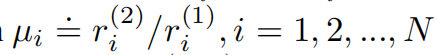 μ_i ≐ r_i^{(2)}/r_i^{(1)}, i = 1, 2, ..., N